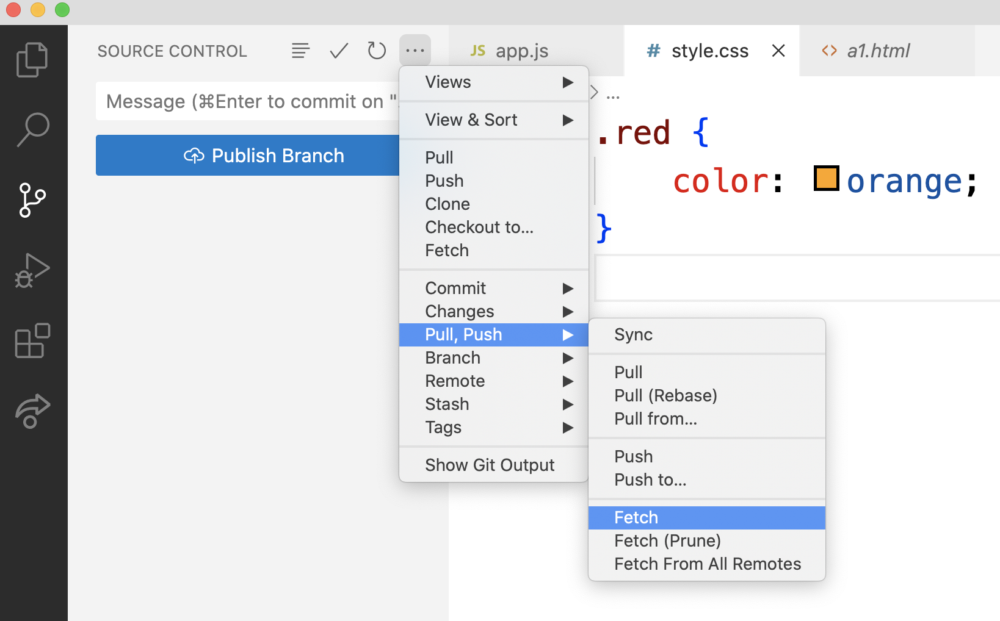 SOURCE CONTROL
Message (⌘Enter to commit on "
Publish Branch
Views
View & Sort
Pull
Push
Clone
Checkout to...
Fetch
Commit
Changes
Pull, Push
Branch
Remote
Stash
Tags
Show Git Output
Sync
Pull
Pull (Rebase)
Pull from...
Push
Push to...
Fetch
Fetch (Prune)
Fetch From All Remotes
JS app.js
# style.css
<> a1.html
> ...
.red {
color: orange;
}